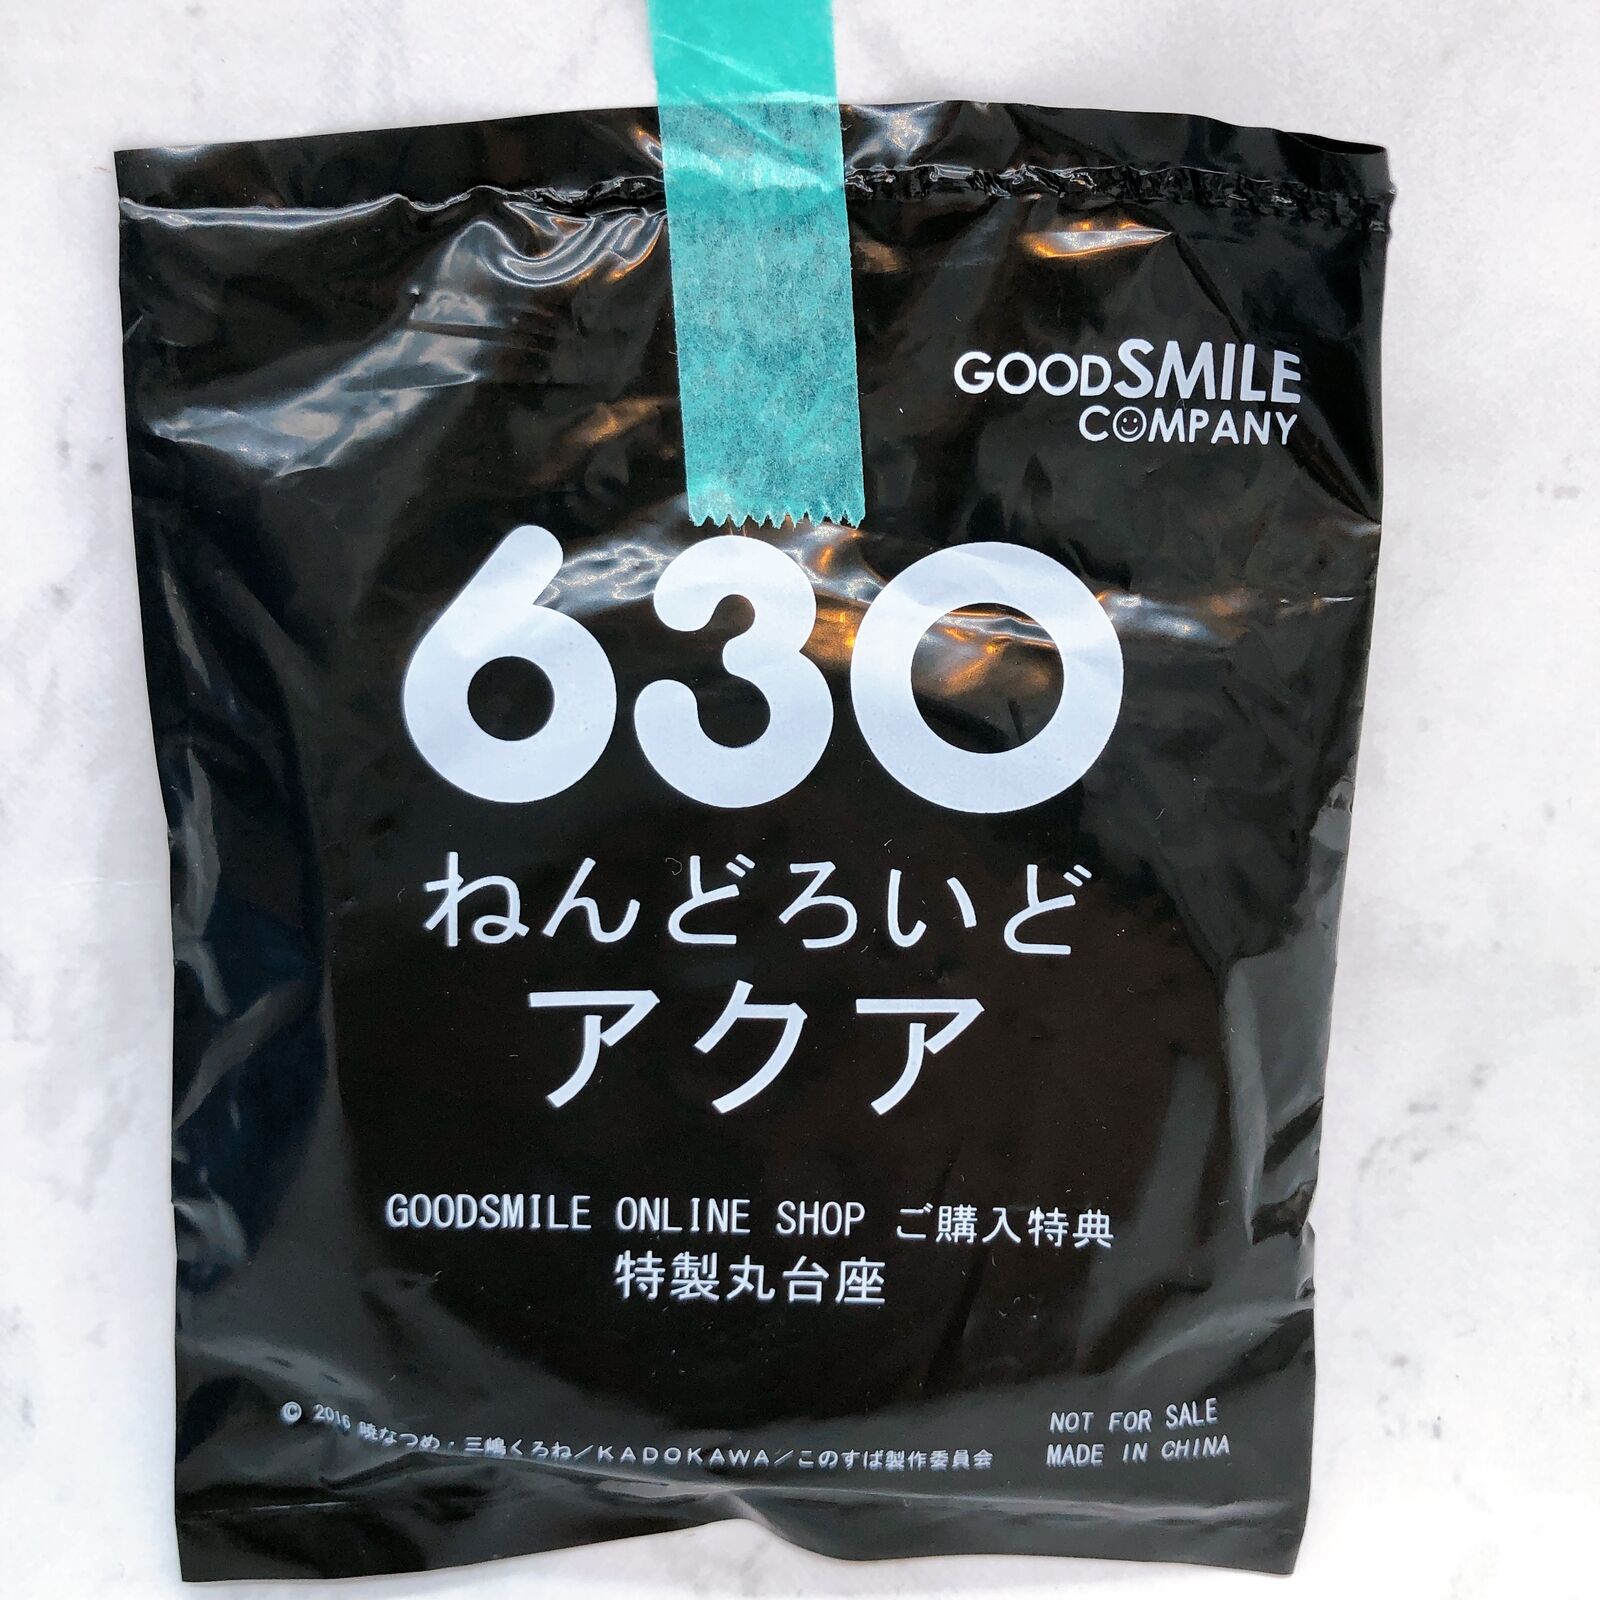 GOODSMILE
COMPANY
630
ねんどろいど
アクア
GOODSMILE ONLINE SHOP ご購入特典
特製丸台座
© 2016 暁なつめ・三嶋くろね/KADOKAWA/このすば製作委員会
NOT FOR SALE
MADE IN CHINA